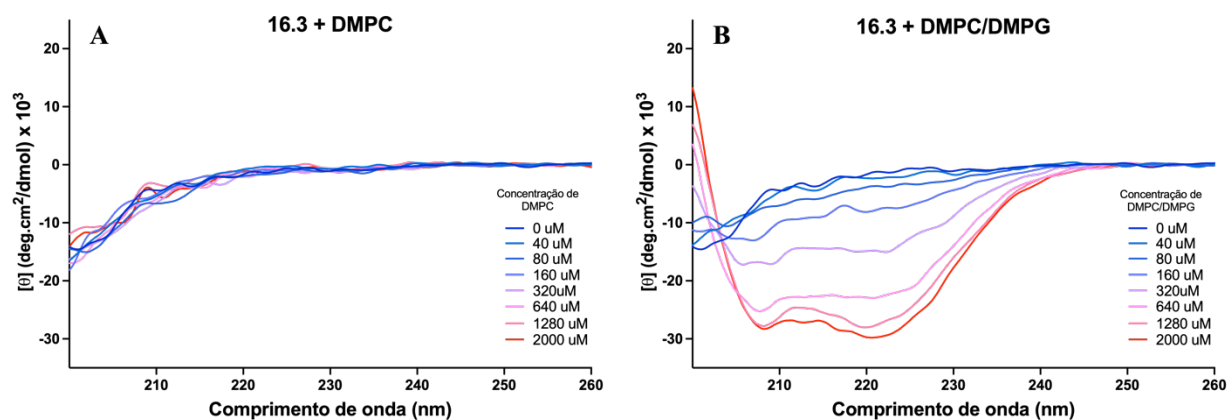 A
16.3 + DMPC
[θ] (deg.cm²/dmol) x 10³
20
10
0
-10
-20
-30
210
220
230
240
250
260
Comprimento de onda (nm)
Concentração de
DMPC
0 uM
40 uM
80 uM
160 uM
320uM
640 uM
1280 uM
2000 uM
B
16.3 + DMPC/DMPG
[θ] (deg.cm²/dmol) x 10³
20
10
0
-10
-20
-30
210
220
230
240
250
260
Comprimento de onda (nm)
Concentração de
DMPC/DMPG
0 uM
40 uM
80 uM
160 uM
320uM
640 uM
1280 uM
2000 uM